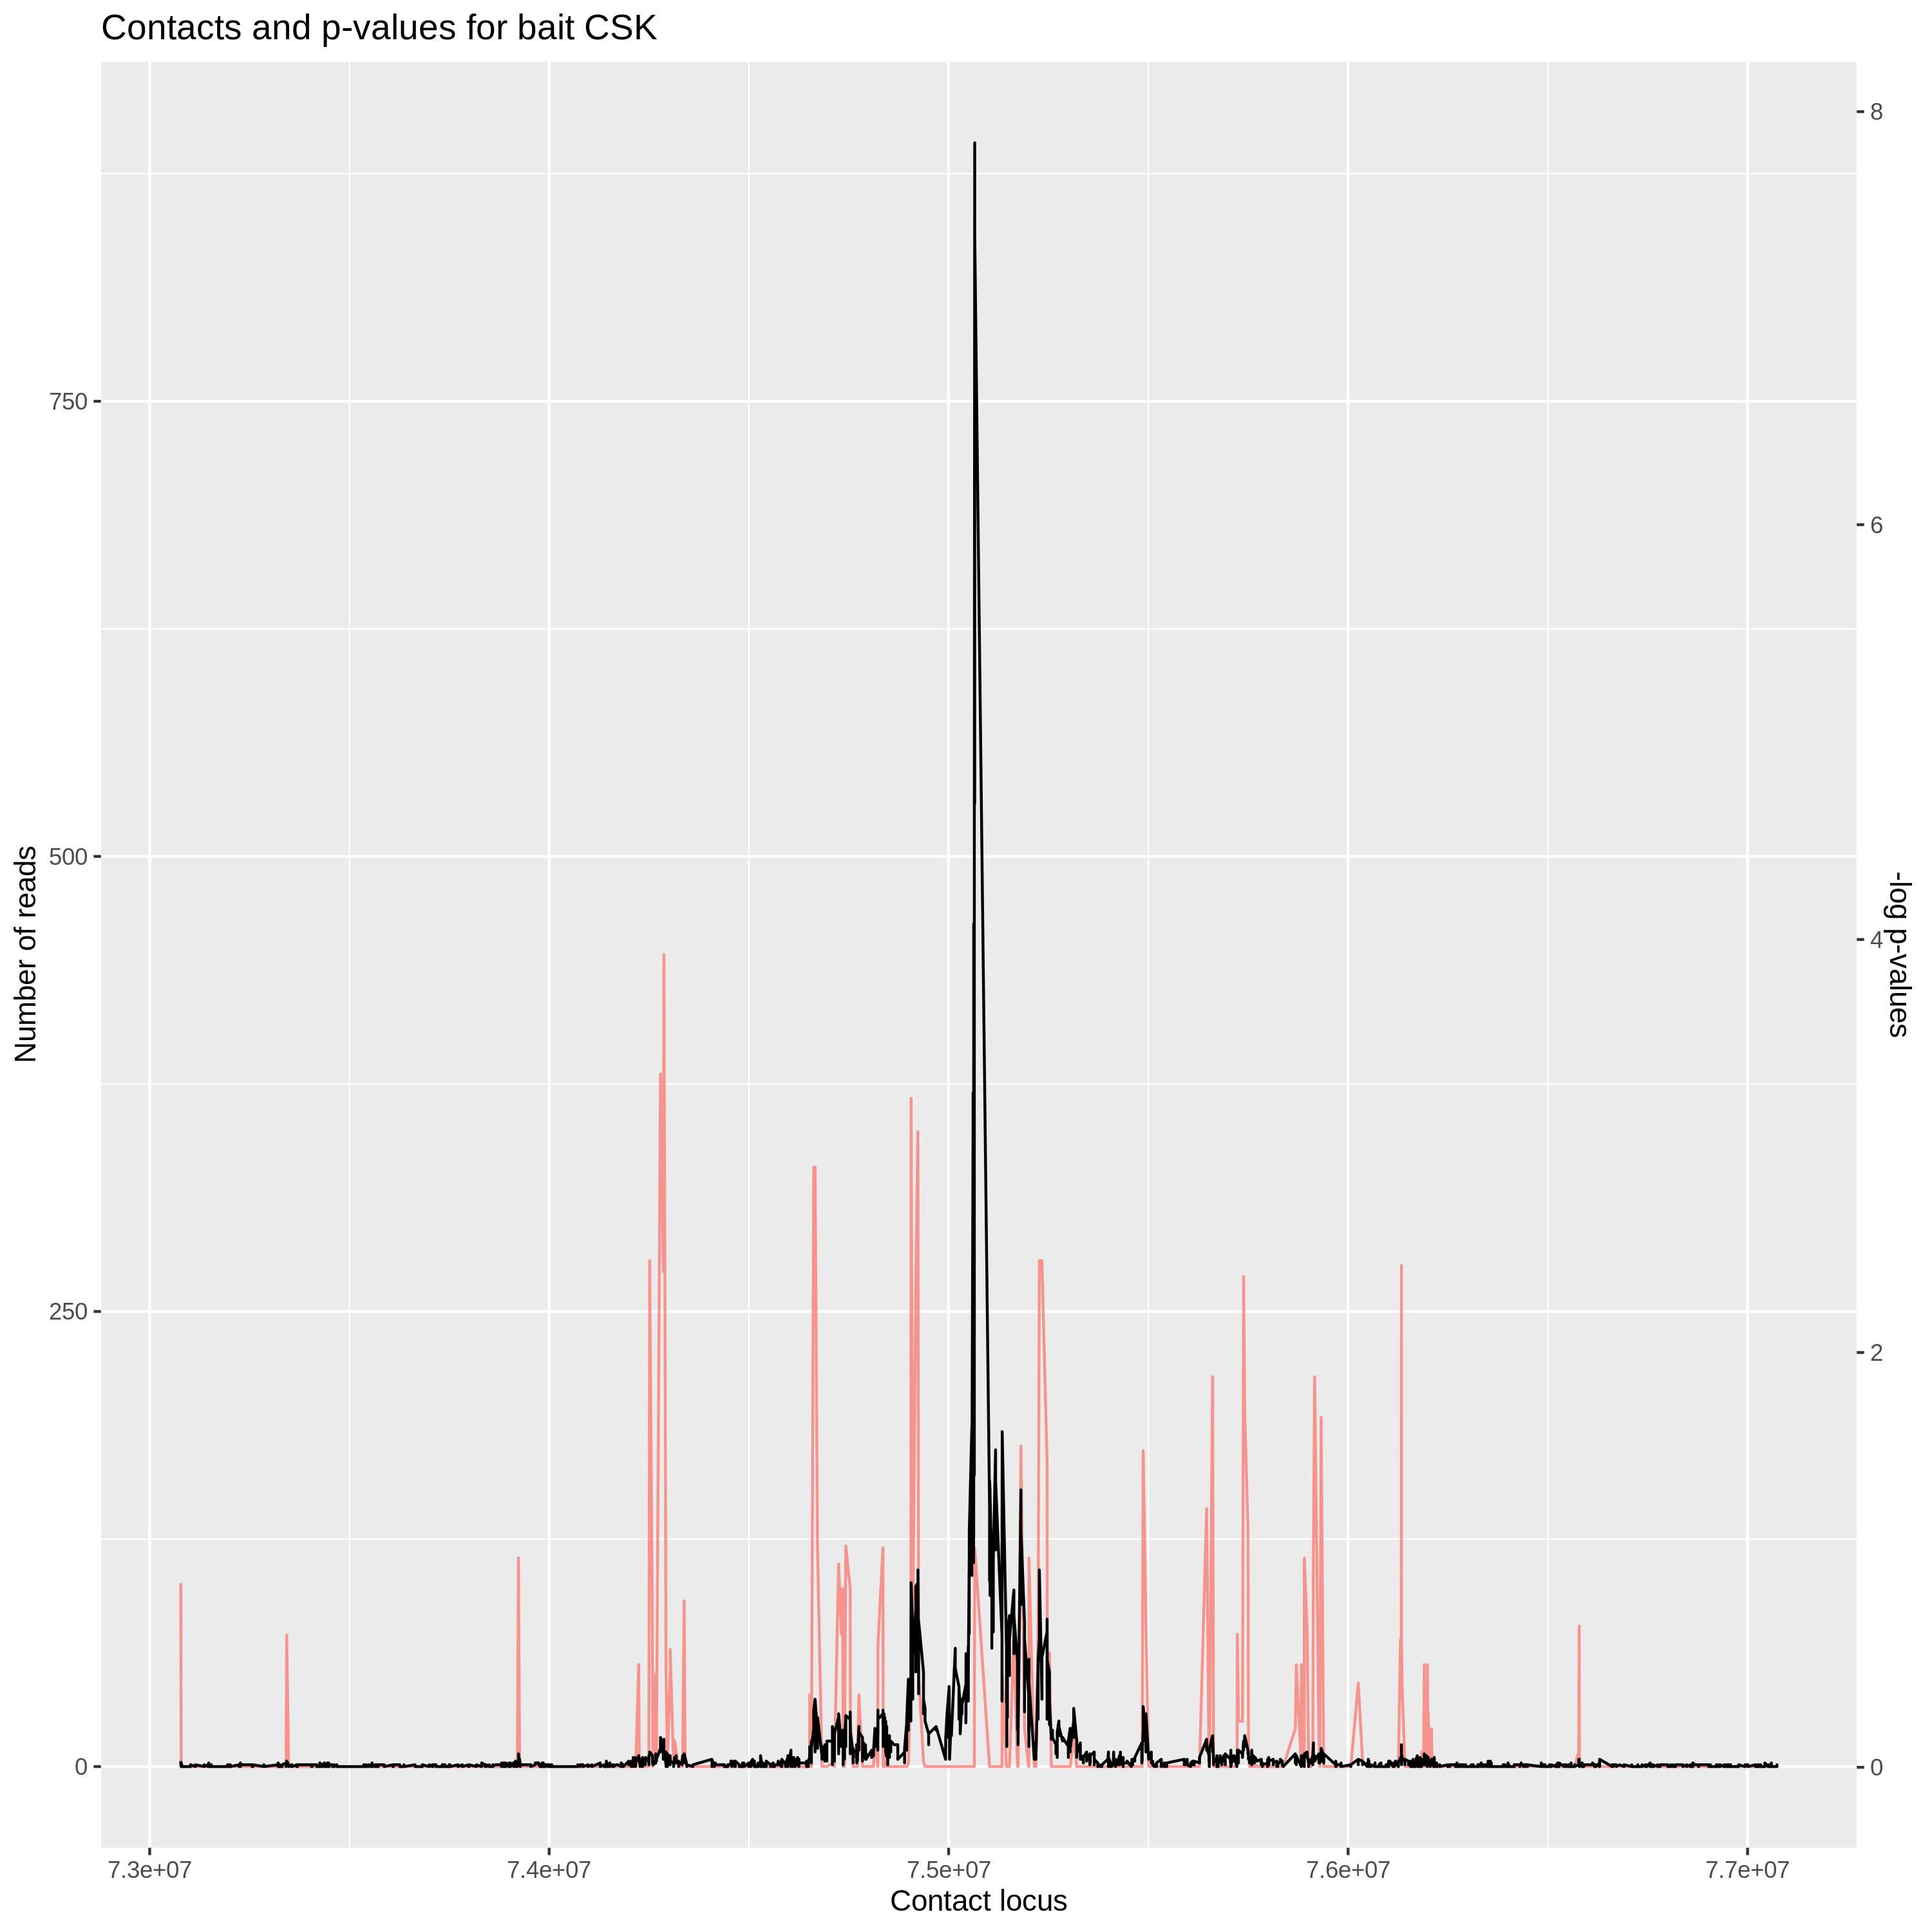 Contacts and p-values for bait CSK
8
750
6
500
4
250
2
0
0
Number of reads
-log p-values
7.3e+07 7.4e+07 7.5e+07 7.6e+07 7.7e+07
Contact locus